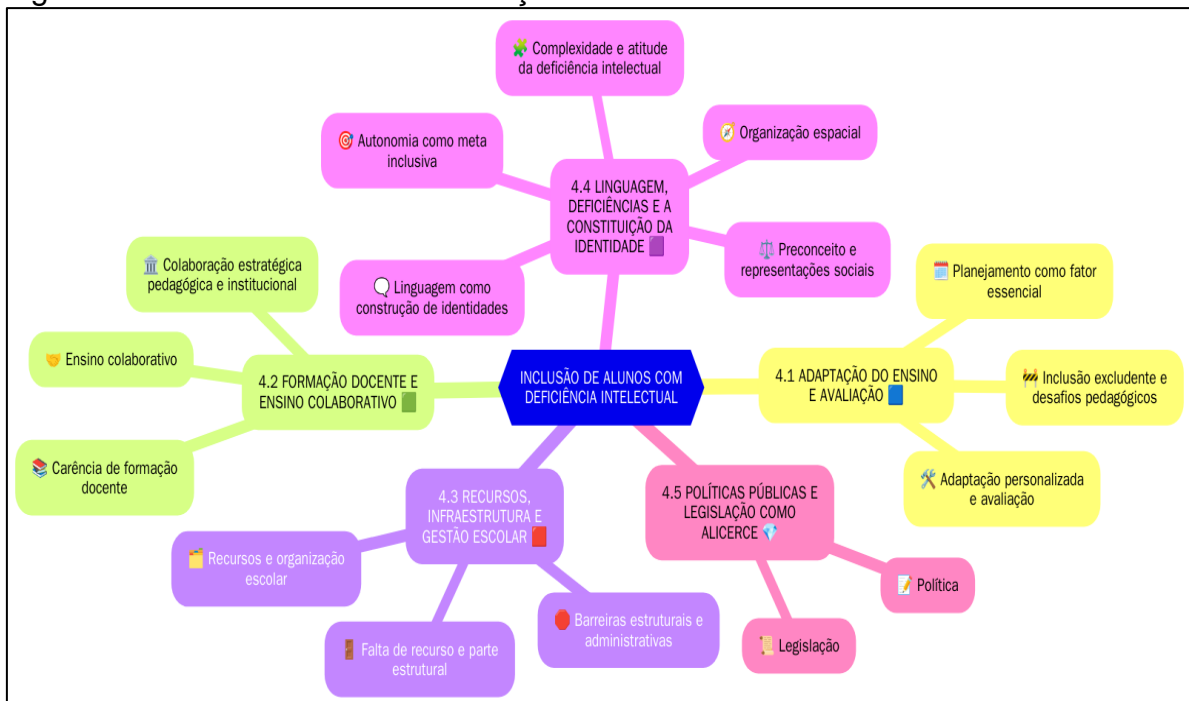 Complexidade e atitude
da deficiência intelectual
Autonomia como meta
inclusiva
Organização espacial
4.4 LINGUAGEM,
DEFICIÊNCIAS E A
CONSTITUIÇÃO DA
IDENTIDADE
Preconceito e
representações sociais
Linguagem como
construção de identidades
Colaboração estratégica
pedagógica e institucional
Ensino colaborativo
4.2 FORMAÇÃO DOCENTE E
ENSINO COLABORATIVO
Carência de formação
docente
INCLUSÃO DE ALUNOS COM
DEFICIÊNCIA INTELECTUAL
Planejamento como fator
essencial
4.1 ADAPTAÇÃO DO ENSINO
E AVALIAÇÃO
Inclusão excludente e
desafios pedagógicos
Adaptação personalizada
e avaliação
4.3 RECURSOS,
INFRAESTRUTURA E
GESTÃO ESCOLAR
Recursos e organização
escolar
Falta de recurso e parte
estrutural
Barreiras estruturais e
administrativas
4.5 POLÍTICAS PÚBLICAS E
LEGISLAÇÃO COMO
ALICERCE
Política
Legislação